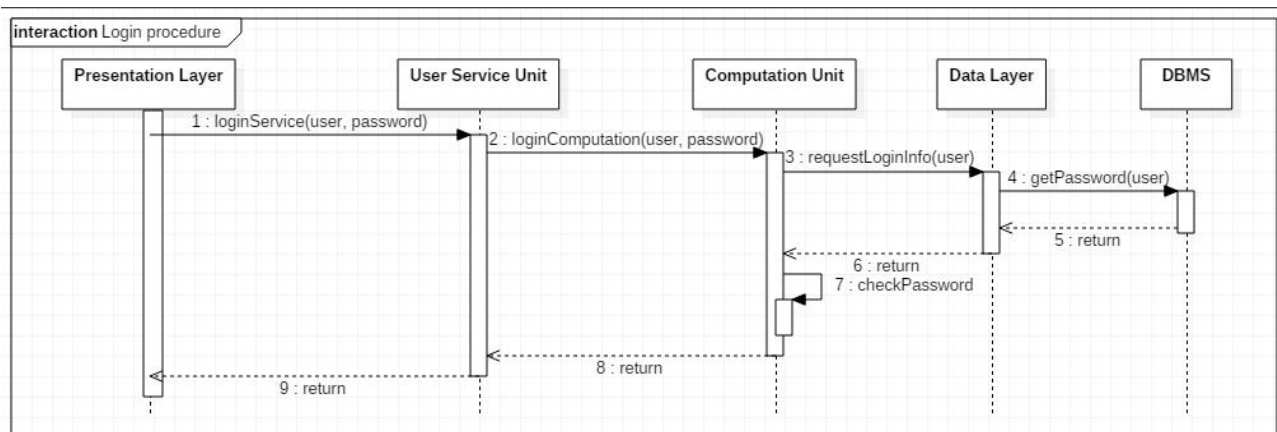 interaction Login procedure
Presentation Layer
User Service Unit
Computation Unit
Data Layer
DBMS
1 : loginService(user, password)
2 : loginComputation(user, password)
3 : requestLoginInfo(user)
4 : getPassword(user)
5 : return
6 : return
7 : checkPassword
8 : return
9 : return